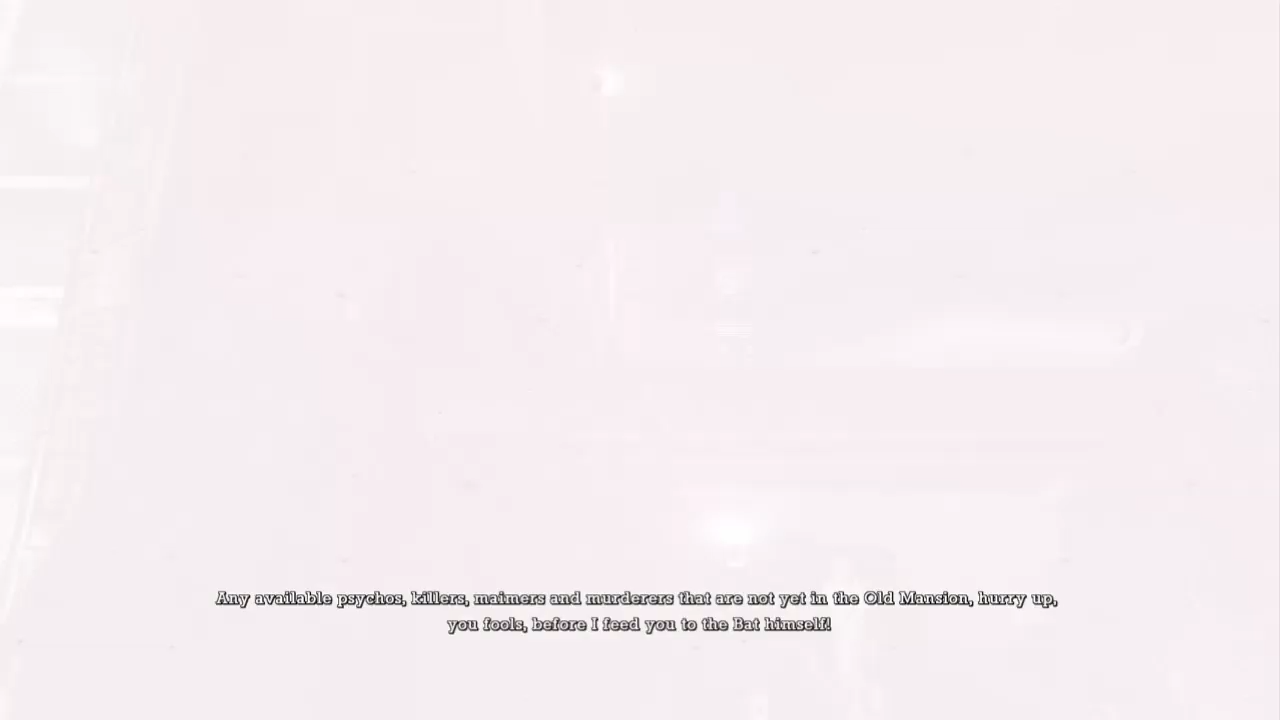 Any available psychos, killers, maimers and murderers that are not yet in the Old Mansion, hurry up,
you fools, before I feed you to the Bat himself!